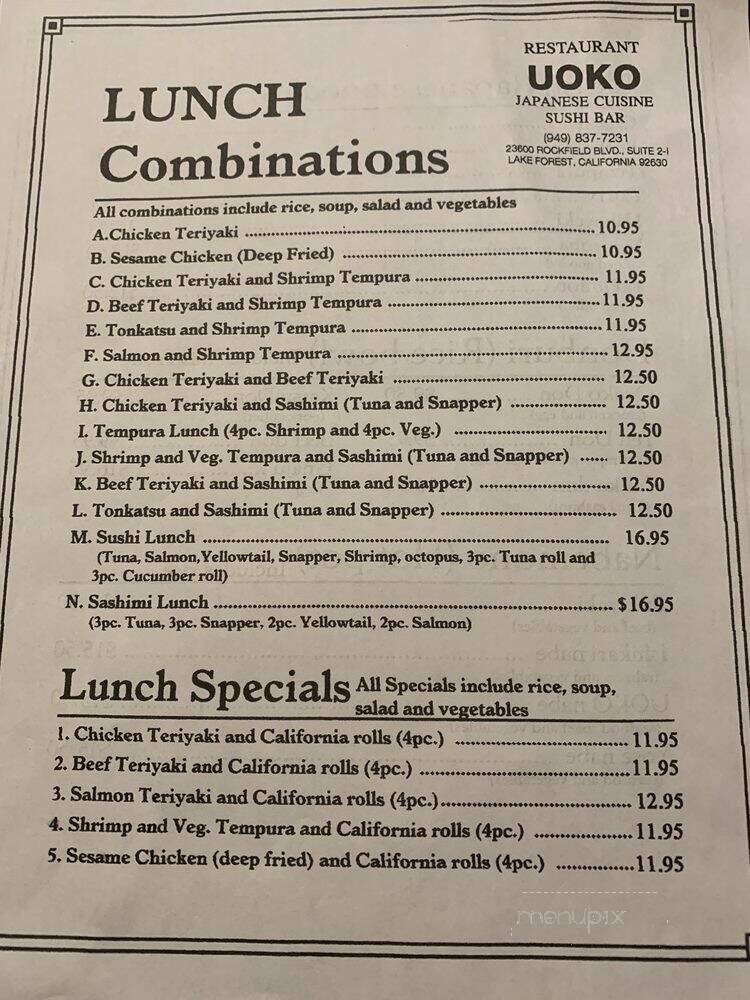 RESTAURANT
UOKO
JAPANESE CUISINE
SUSHI BAR
(949) 837-7231
23600 ROCKFIELD BLVD., SUITE 2-I
LAKE FOREST, CALIFORNIA 92630
LUNCH
Combinations
All combinations include rice, soup, salad and vegetables
A.Chicken Teriyaki ........ 10.95
B. Sesame Chicken (Deep Fried) ........ 10.95
C. Chicken Teriyaki and Shrimp Tempura ........ 11.95
D. Beef Teriyaki and Shrimp Tempura ........ 11.95
E. Tonkatsu and Shrimp Tempura ........ 11.95
F. Salmon and Shrimp Tempura ........ 12.95
G. Chicken Teriyaki and Beef Teriyaki ........ 12.50
H. Chicken Teriyaki and Sashimi (Tuna and Snapper) ........ 12.50
I. Tempura Lunch (4pc. Shrimp and 4pc. Veg.) ........ 12.50
J. Shrimp and Veg. Tempura and Sashimi (Tuna and Snapper) ...... 12.50
K. Beef Teriyaki and Sashimi (Tuna and Snapper) ........ 12.50
L. Tonkatsu and Sashimi (Tuna and Snapper) ........ 12.50
M. Sushi Lunch ........ 16.95
(Tuna, Salmon,Yellowtail, Snapper, Shrimp, octopus, 3pc. Tuna roll and
3pc. Cucumber roll)
N. Sashimi Lunch ........ $16.95
(3pc. Tuna, 3pc. Snapper, 2pc. Yellowtail, 2pc. Salmon)
Lunch Specials All Specials include rice, soup,
salad and vegetables
1. Chicken Teriyaki and California rolls (4pc.) ........ 11.95
2. Beef Teriyaki and California rolls (4pc.) ........ 11.95
3. Salmon Teriyaki and California rolls (4pc.) ........ 12.95
4. Shrimp and Veg. Tempura and California rolls (4pc.) ........ 11.95
5. Sesame Chicken (deep fried) and California rolls (4pc.) ........ 11.95
menupix